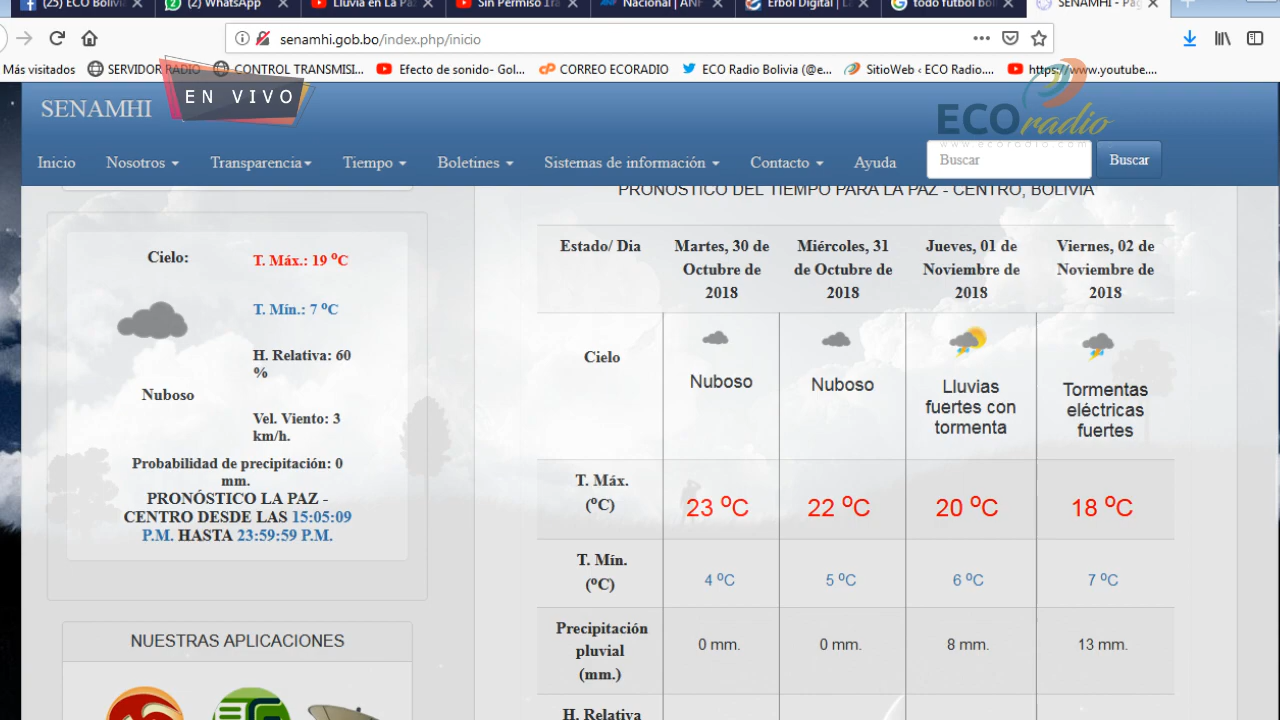 (25) ECO Bolivi
(2) WhatsApp
Lluvia en La Pa
Sin Permiso Ira
Nacional | ANF
Erbol Digital | L
todo futbol bol
SENAMHI - Pág
senamhi.gob.bo/index.php/inicio
Más visitados
SERVIDOR RADIO
CONTROL TRANSMISI...
Efecto de sonido- Gol...
CORREO ECORADIO
ECO Radio Bolivia (@e...
SitioWeb ‹ ECO Radio....
https://www.youtube....
EN VIVO
SENAMHI
ECOradio
www.ecoradio.com
Inicio
Nosotros
Transparencia
Tiempo
Boletines
Sistemas de información
Contacto
Ayuda
Buscar
Buscar
Cielo:
T. Máx.: 19 ºC
T. Mín.: 7 ºC
H. Relativa: 60
%
Nuboso
Vel. Viento: 3
km/h.
Probabilidad de precipitación: 0
mm.
PRONÓSTICO LA PAZ -
CENTRO DESDE LAS 15:05:09
P.M. HASTA 23:59:59 P.M.
NUESTRAS APLICACIONES
PRONÓSTICO DEL TIEMPO PARA LA PAZ - CENTRO, BOLIVIA
Estado/ Dia
Martes, 30 de
Octubre de
2018
Miércoles, 31
de Octubre de
2018
Jueves, 01 de
Noviembre de
2018
Viernes, 02 de
Noviembre de
2018
Cielo
Nuboso
Nuboso
Lluvias
fuertes con
tormenta
Tormentas
eléctricas
fuertes
T. Máx.
(ºC)
23 ºC
22 ºC
20 ºC
18 ºC
T. Mín.
(ºC)
4 ºC
5 ºC
6 ºC
7 ºC
Precipitación
pluvial
(mm.)
0 mm.
0 mm.
8 mm.
13 mm.
H. Relativa